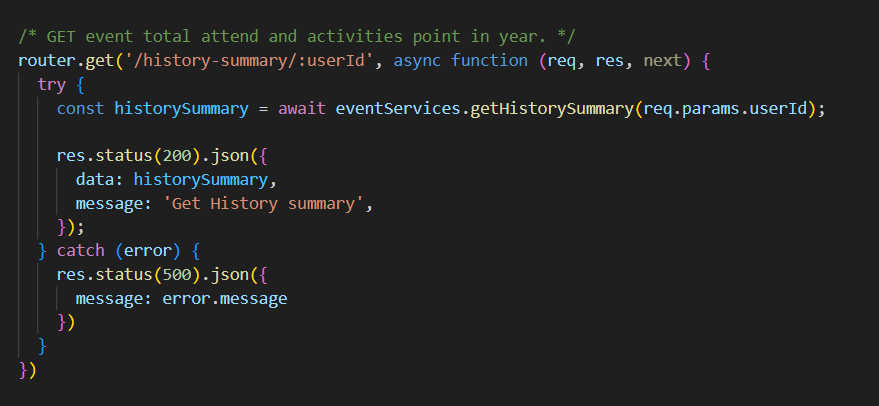 /* GET event total attend and activities point in year. */
router.get('/history-summary/:userId', async function (req, res, next) {
  try {
    const historySummary = await eventServices.getHistorySummary(req.params.userId);

    res.status(200).json({
      data: historySummary,
      message: 'Get History summary',
    });
  } catch (error) {
    res.status(500).json({
      message: error.message
    })
  }
})